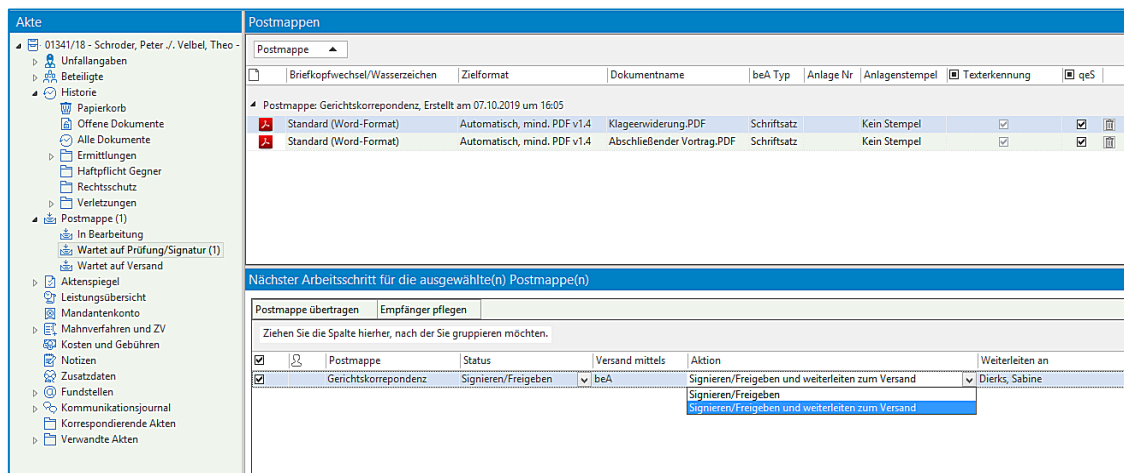 Akte
01341/18 - Schroder, Peter ./. Velbel, Theo -
Unfallangaben
Beteiligte
Historie
Papierkorb
Offene Dokumente
Alle Dokumente
Ermittlungen
Haftpflicht Gegner
Rechtsschutz
Verletzungen
Postmappe (1)
In Bearbeitung
Wartet auf Prüfung/Signatur (1)
Wartet auf Versand
Aktenspiegel
Leistungsübersicht
Mandantenkonto
Mahnverfahren und ZV
Kosten und Gebühren
Notizen
Zusatzdaten
Fundstellen
Kommunikationsjournal
Korrespondierende Akten
Verwandte Akten
Postmappen
Postmappe
Briefkopfwechsel/Wasserzeichen Zielformat Dokumentname beA Typ Anlage Nr Anlagenstempel Texterkennung qeS
Postmappe: Gerichtskorrepondenz, Erstellt am 07.10.2019 um 16:05
Standard (Word-Format) Automatisch, mind. PDF v1.4 Klageerwiderung.PDF Schriftsatz Kein Stempel
Standard (Word-Format) Automatisch, mind. PDF v1.4 Abschließender Vortrag.PDF Schriftsatz Kein Stempel
Nächster Arbeitsschritt für die ausgewählte(n) Postmappe(n)
Postmappe übertragen Empfänger pflegen
Ziehen Sie die Spalte hierher, nach der Sie gruppieren möchten.
Postmappe Status Versand mittels Aktion Weiterleiten an
Gerichtskorrepondenz Signieren/Freigeben beA Signieren/Freigeben und weiterleiten zum Versand Dierks, Sabine
Signieren/Freigeben
Signieren/Freigeben und weiterleiten zum Versand